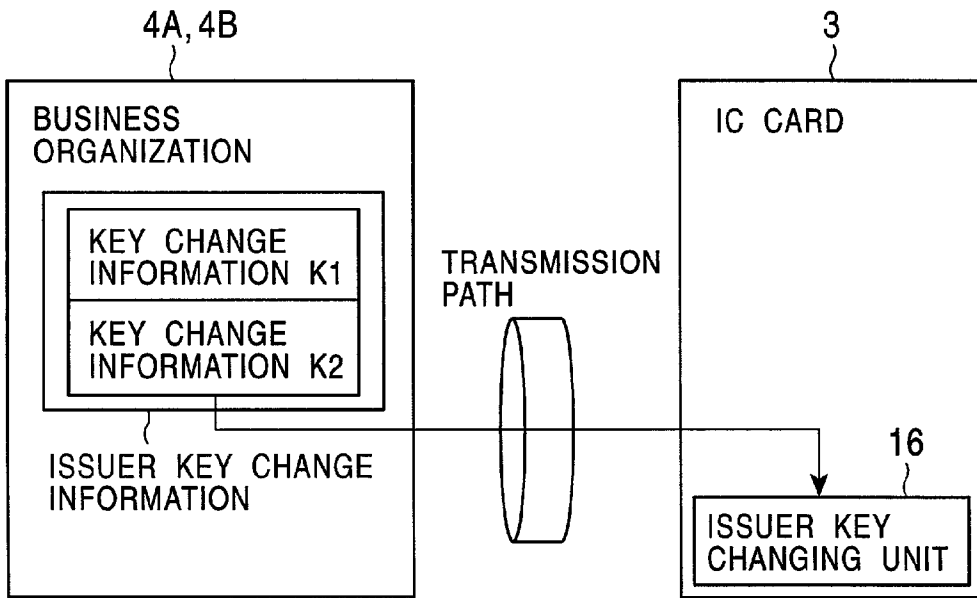 4A, 4B
3
BUSINESS
ORGANIZATION
KEY CHANGE
INFORMATION K1
KEY CHANGE
INFORMATION K2
ISSUER KEY CHANGE
INFORMATION
TRANSMISSION
PATH
IC CARD
16
ISSUER KEY
CHANGING UNIT